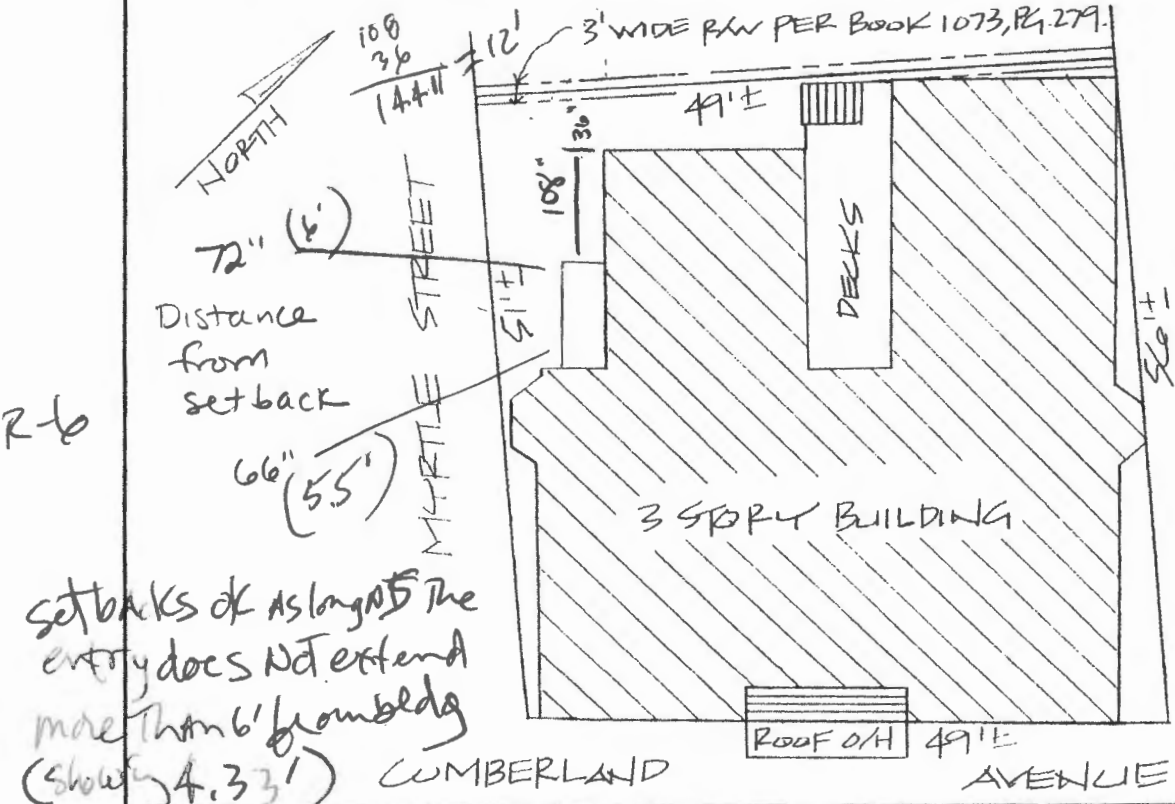 108
36
144"
= 12'
3' WIDE R/W PER BOOK 1073, PG. 279.
49'±
NORTH
36"
108"
72" (6')
MYRTLE STREET
51'±
DECKS
56'±
Distance
from
setback
R-6
66"
(5.5')
3 STORY BUILDING
setbacks ok As long AS The
entry does Not extend
more Than 6' from bldg
(showing 4.33')
ROOF O/H
49'±
CUMBERLAND AVENUE